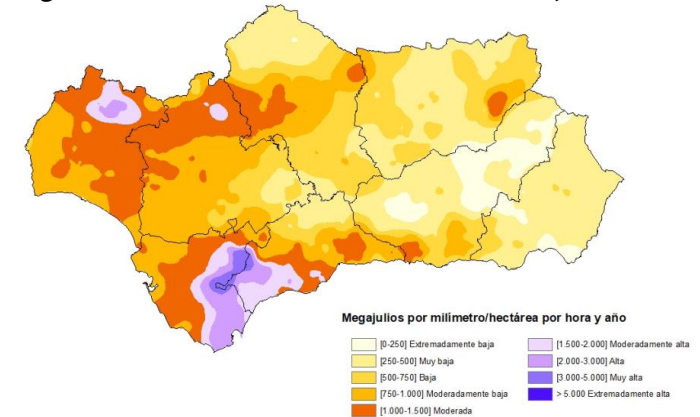 Megajulios por milímetro/hectárea por hora y año
[0-250] Extremadamente baja
[250-500] Muy baja
[500-750] Baja
[750-1.000] Moderadamente baja
[1.000-1.500] Moderada
[1.500-2.000] Moderadamente alta
[2.000-3.000] Alta
[3.000-5.000] Muy alta
> 5.000 Extremadamente alta